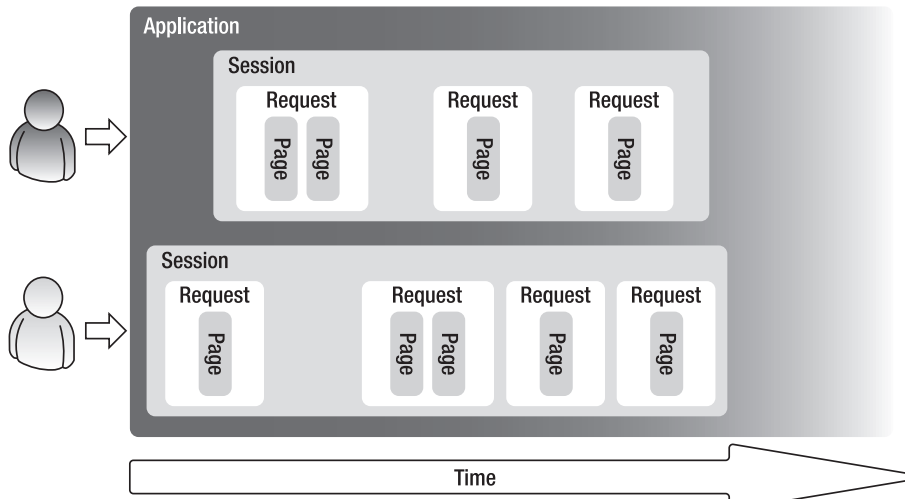 Application
Session
Request Request Request
Page Page Page Page
Session
Request Request Request Request
Page Page Page Page Page
Time